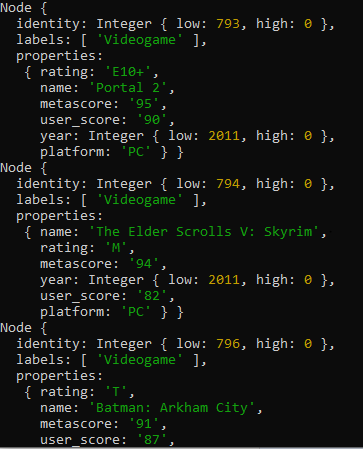 Node {
  identity: Integer { low: 793, high: 0 },
  labels: [ 'Videogame' ],
  properties:
   { rating: 'E10+',
     name: 'Portal 2',
     metascore: '95',
     user_score: '90',
     year: Integer { low: 2011, high: 0 },
     platform: 'PC' } }
Node {
  identity: Integer { low: 794, high: 0 },
  labels: [ 'Videogame' ],
  properties:
   { name: 'The Elder Scrolls V: Skyrim',
     rating: 'M',
     metascore: '94',
     year: Integer { low: 2011, high: 0 },
     user_score: '82',
     platform: 'PC' } }
Node {
  identity: Integer { low: 796, high: 0 },
  labels: [ 'Videogame' ],
  properties:
   { rating: 'T',
     name: 'Batman: Arkham City',
     metascore: '91',
     user_score: '87',